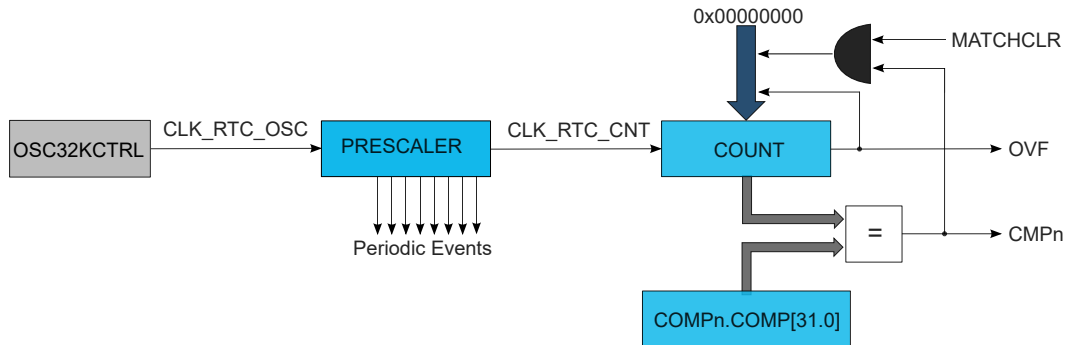 0x00000000
MATCHCLR
OSC32KCTRL
CLK_RTC_OSC
PRESCALER
CLK_RTC_CNT
COUNT
OVF
Periodic Events
=
CMPn
COMPn.COMP[31.0]